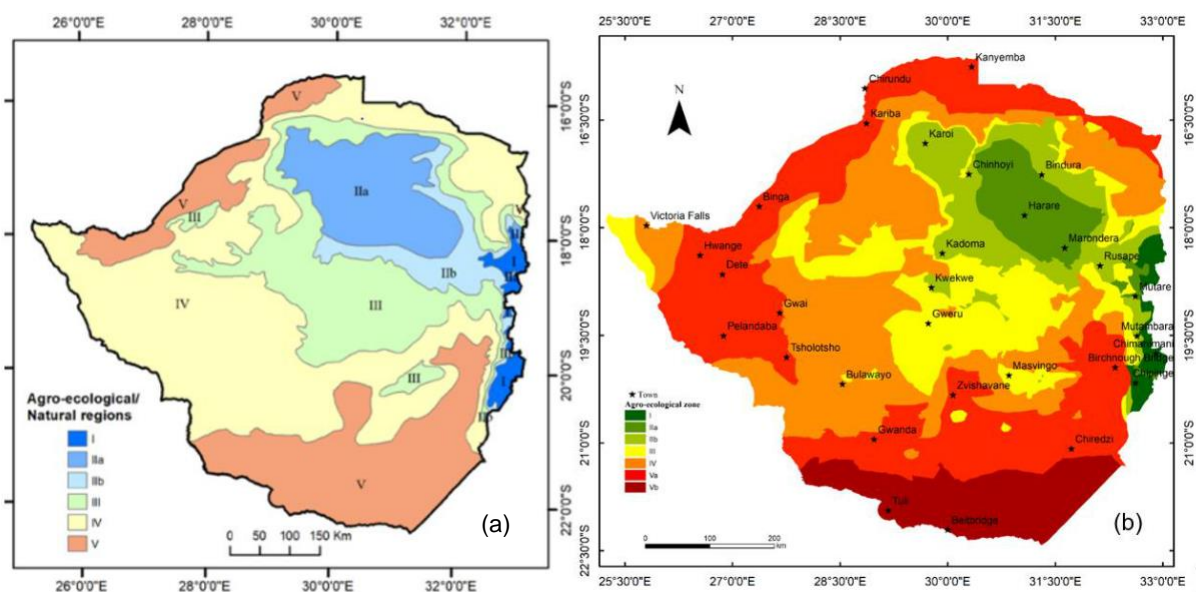 26°0'0"E 28°0'0"E 30°0'0"E 32°0'0"E
16°0'0"S
18°0'0"S
20°0'0"S
22°0'0"S
V
V
III
IIa
IIb
V
I
IV
III
III
I
IIb
V
Agro-ecological/
Natural regions
I
IIa
IIb
III
IV
V
0 50 100 150 Km
(a)
26°0'0"E 28°0'0"E 30°0'0"E 32°0'0"E
25°30'0"E 27°0'0"E 28°30'0"E 30°0'0"E 31°30'0"E 33°0'0"E
16°30'0"S
18°0'0"S
19°30'0"S
21°0'0"S
22°30'0"S
N
Kanyemba
Chirundu
Kariba
Karoi
Chinhoyi
Bindura
Binga
Harare
Victoria Falls
Kadoma
Marondera
Hwange
Rusape
Dete
Kwekwe
Mutare
Gwai
Gweru
Pelandaba
Mutambara
Chimanimani
Tsholotsho
Birchnough Bridge
Bulawayo
Masvingo
Chipinge
Zvishavane
Gwanda
Chiredzi
Tuli
Beitbridge
Town
Agro-ecological zone
I
IIa
IIb
III
IV
Va
Vb
0 100 200
km
(b)
25°30'0"E 27°0'0"E 28°30'0"E 30°0'0"E 31°30'0"E 33°0'0"E